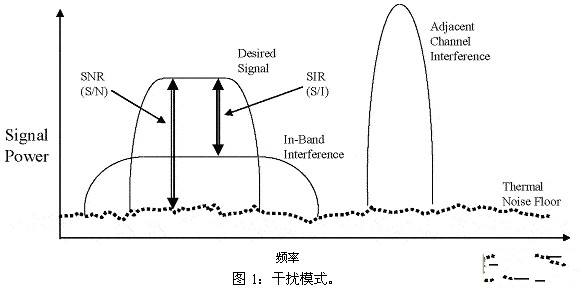 Adjacent
Channel
Interference
Desired
Signal
SNR
(S/N)
SIR
(S/I)
Signal
Power
In-Band
Interference
Thermal
Noise Floor
频率
图 1：干扰模式。